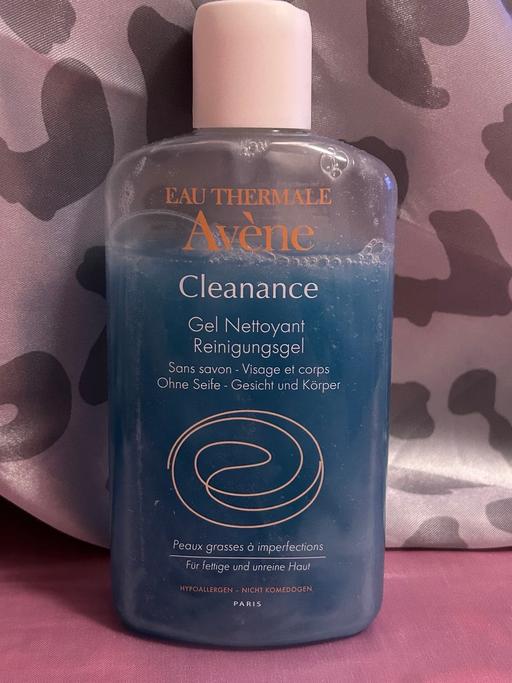 EAU THERMALE
Avène
Cleanance
Gel Nettoyant
Reinigungsgel
Sans savon - Visage et corps
Ohne Seife - Gesicht und Körper
Peaux grasses à imperfections
Für fettige und unreine Haut
HYPOALLERGEN - NICHT KOMEDOGEN
PARIS